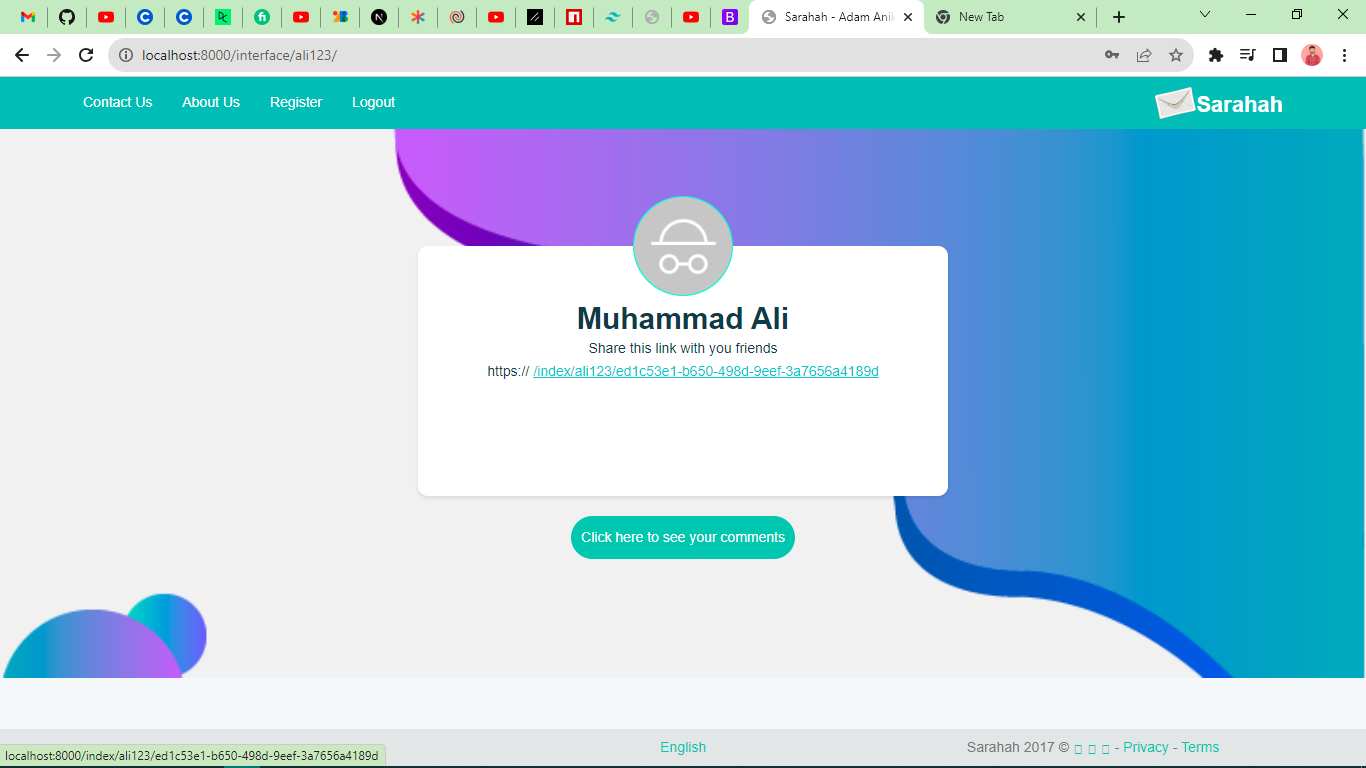 Sarahah - Adam Anik
New Tab
localhost:8000/interface/ali123/
Contact Us About Us Register Logout Sarahah
Muhammad Ali
Share this link with you friends
https:// /index/ali123/ed1c53e1-b650-498d-9eef-3a7656a4189d
Click here to see your comments
English
Sarahah 2017 © - Privacy - Terms
localhost:8000/index/ali123/ed1c53e1-b650-498d-9eef-3a7656a4189d